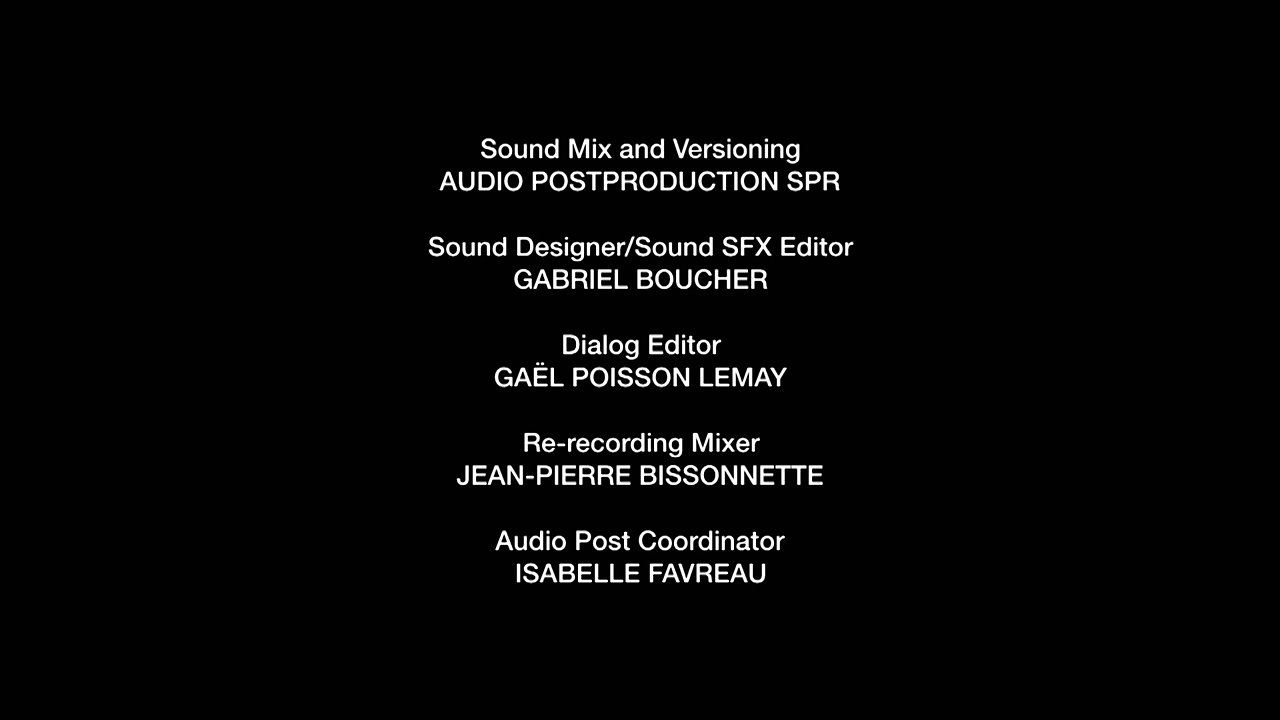 Sound Mix and Versioning
AUDIO POSTPRODUCTION SPR
Sound Designer/Sound SFX Editor
GABRIEL BOUCHER
Dialog Editor
GAËL POISSON LEMAY
Re-recording Mixer
JEAN-PIERRE BISSONNETTE
Audio Post Coordinator
ISABELLE FAVREAU